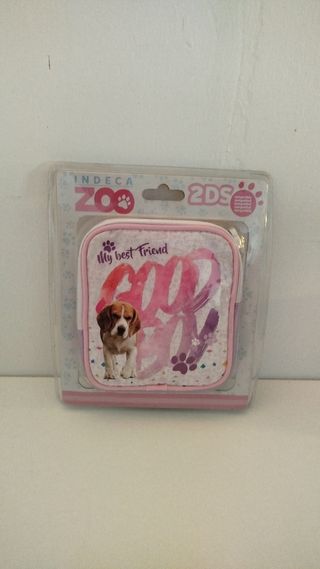 INDECA
ZOO
2DS
My best Friend
GOOD
BOY